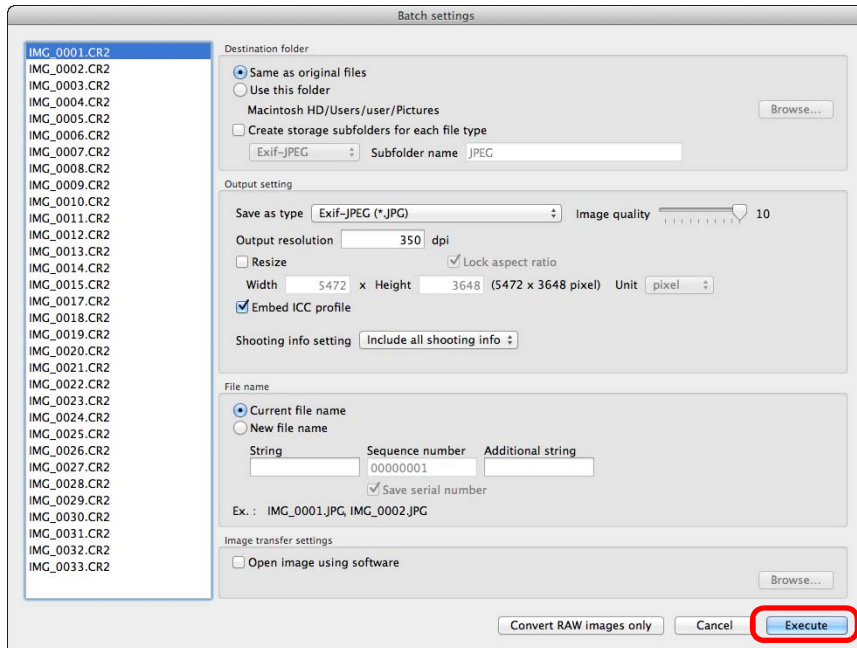 Batch settings
IMG_0001.CR2
IMG_0002.CR2
IMG_0003.CR2
IMG_0004.CR2
IMG_0005.CR2
IMG_0006.CR2
IMG_0007.CR2
IMG_0008.CR2
IMG_0009.CR2
IMG_0010.CR2
IMG_0011.CR2
IMG_0012.CR2
IMG_0013.CR2
IMG_0014.CR2
IMG_0015.CR2
IMG_0017.CR2
IMG_0018.CR2
IMG_0019.CR2
IMG_0020.CR2
IMG_0021.CR2
IMG_0022.CR2
IMG_0023.CR2
IMG_0024.CR2
IMG_0025.CR2
IMG_0026.CR2
IMG_0027.CR2
IMG_0028.CR2
IMG_0029.CR2
IMG_0030.CR2
IMG_0031.CR2
IMG_0032.CR2
IMG_0033.CR2
Destination folder
Same as original files
Use this folder
Macintosh HD/Users/user/Pictures Browse...
Create storage subfolders for each file type
Exif-JPEG Subfolder name JPEG
Output setting
Save as type Exif-JPEG (*.JPG) Image quality 10
Output resolution 350 dpi
Resize Lock aspect ratio
Width 5472 x Height 3648 (5472 x 3648 pixel) Unit pixel
Embed ICC profile
Shooting info setting Include all shooting info
File name
Current file name
New file name
String Sequence number Additional string
00000001
Save serial number
Ex. : IMG_0001.JPG, IMG_0002.JPG
Image transfer settings
Open image using software
Browse...
Convert RAW images only Cancel Execute